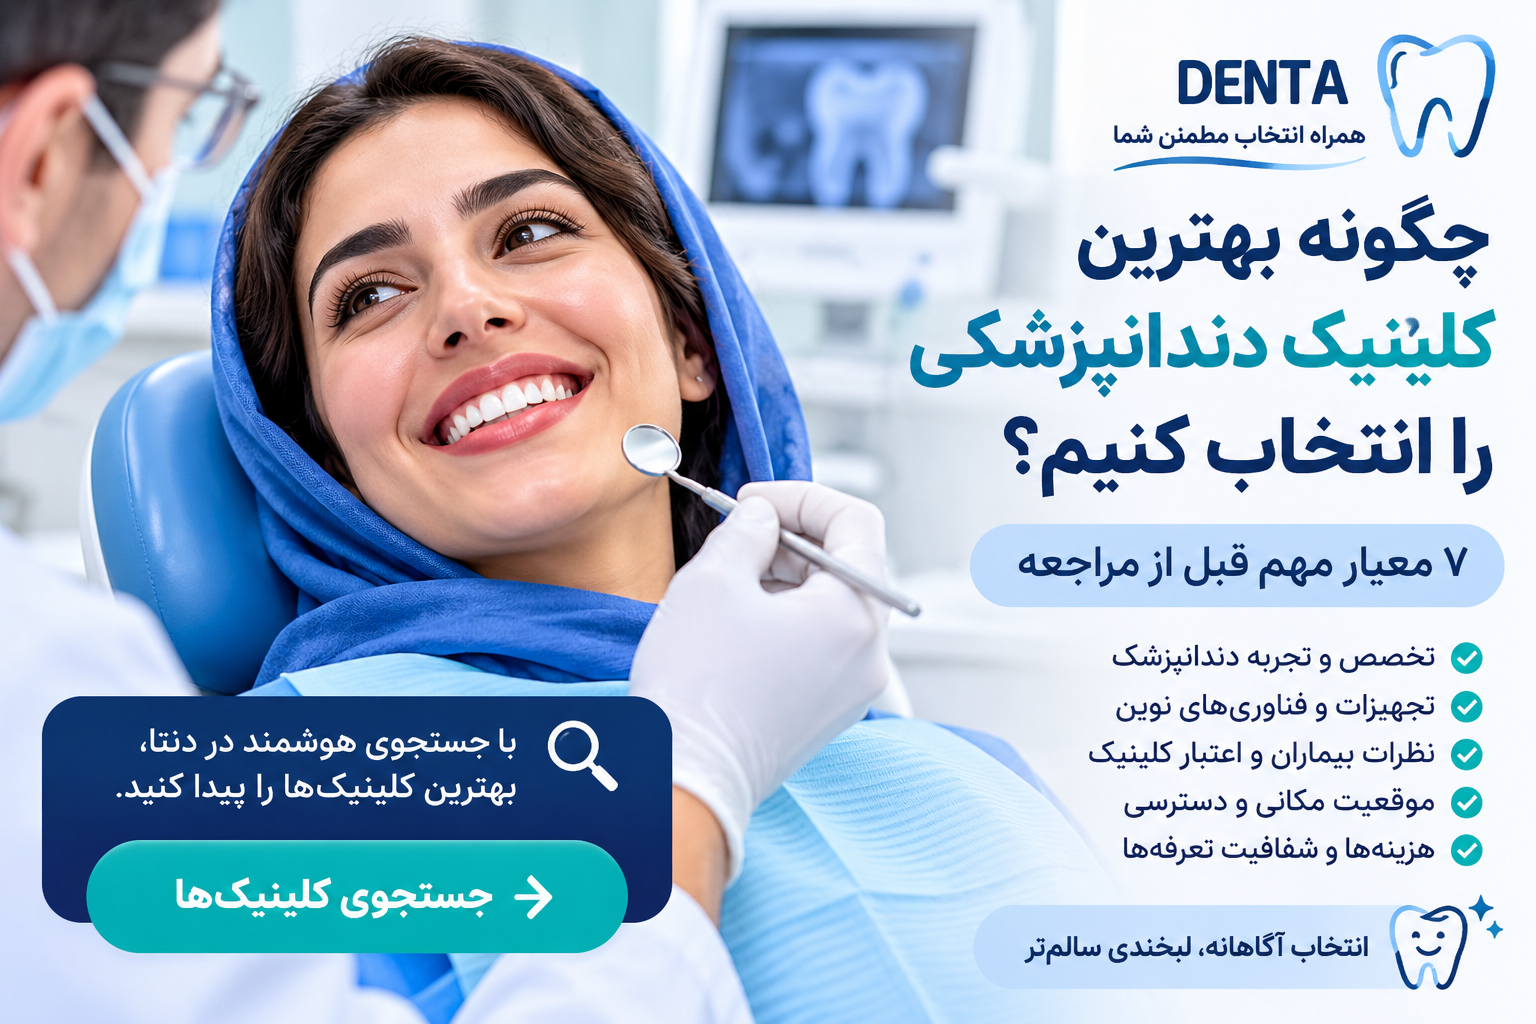 DENTA
همراه انتخاب مطمئن شما
چگونه بهترین
کلینیک دندانپزشکی
را انتخاب کنیم؟
۷ معیار مهم قبل از مراجعه
تخصص و تجربه دندانپزشک
تجهیزات و فناوری‌های نوین
نظرات بیماران و اعتبار کلینیک
موقعیت مکانی و دسترسی
هزینه‌ها و شفافیت تعرفه‌ها
انتخاب آگاهانه، لبخندی سالم‌تر
با جستجوی هوشمند در دنتا،
بهترین کلینیک‌ها را پیدا کنید.
جستجوی کلینیک‌ها